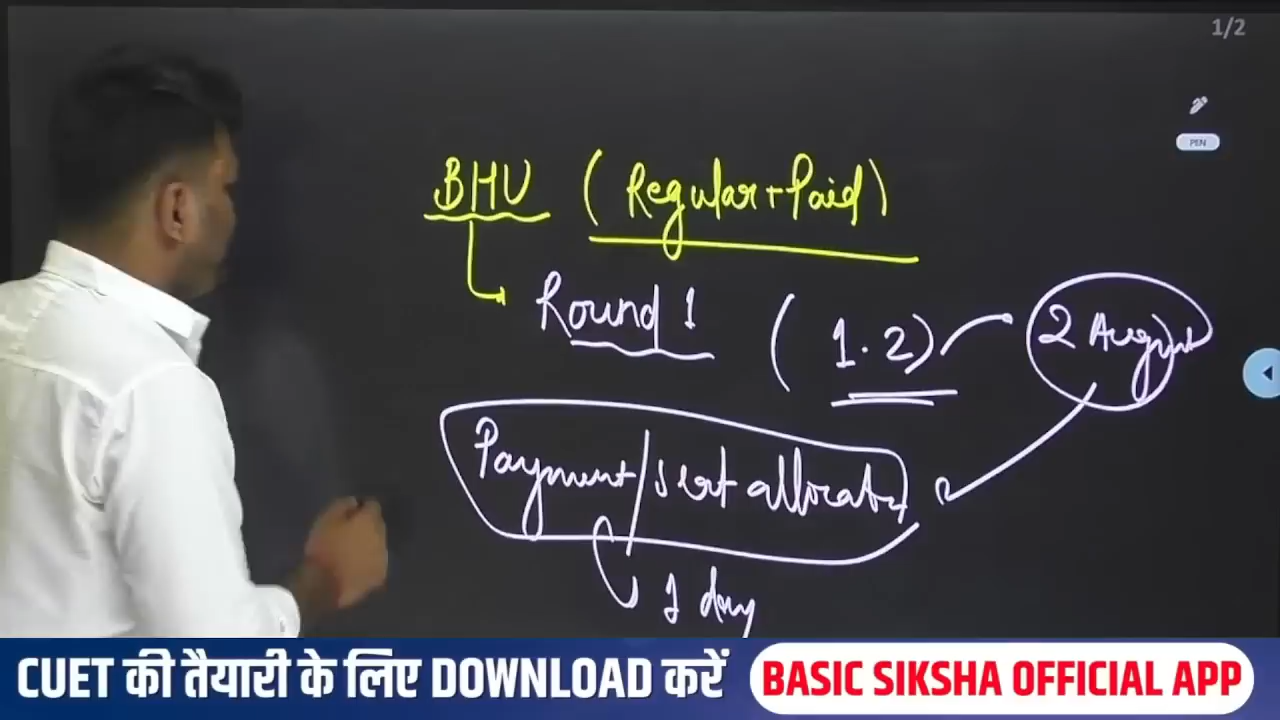 1/2
PEN
BHU (Regular+Paid)
Round 1 (1.2) 2 August
Payment/seat allocated
1 day
CUET की तैयारी के लिए DOWNLOAD करें BASIC SIKSHA OFFICIAL APP